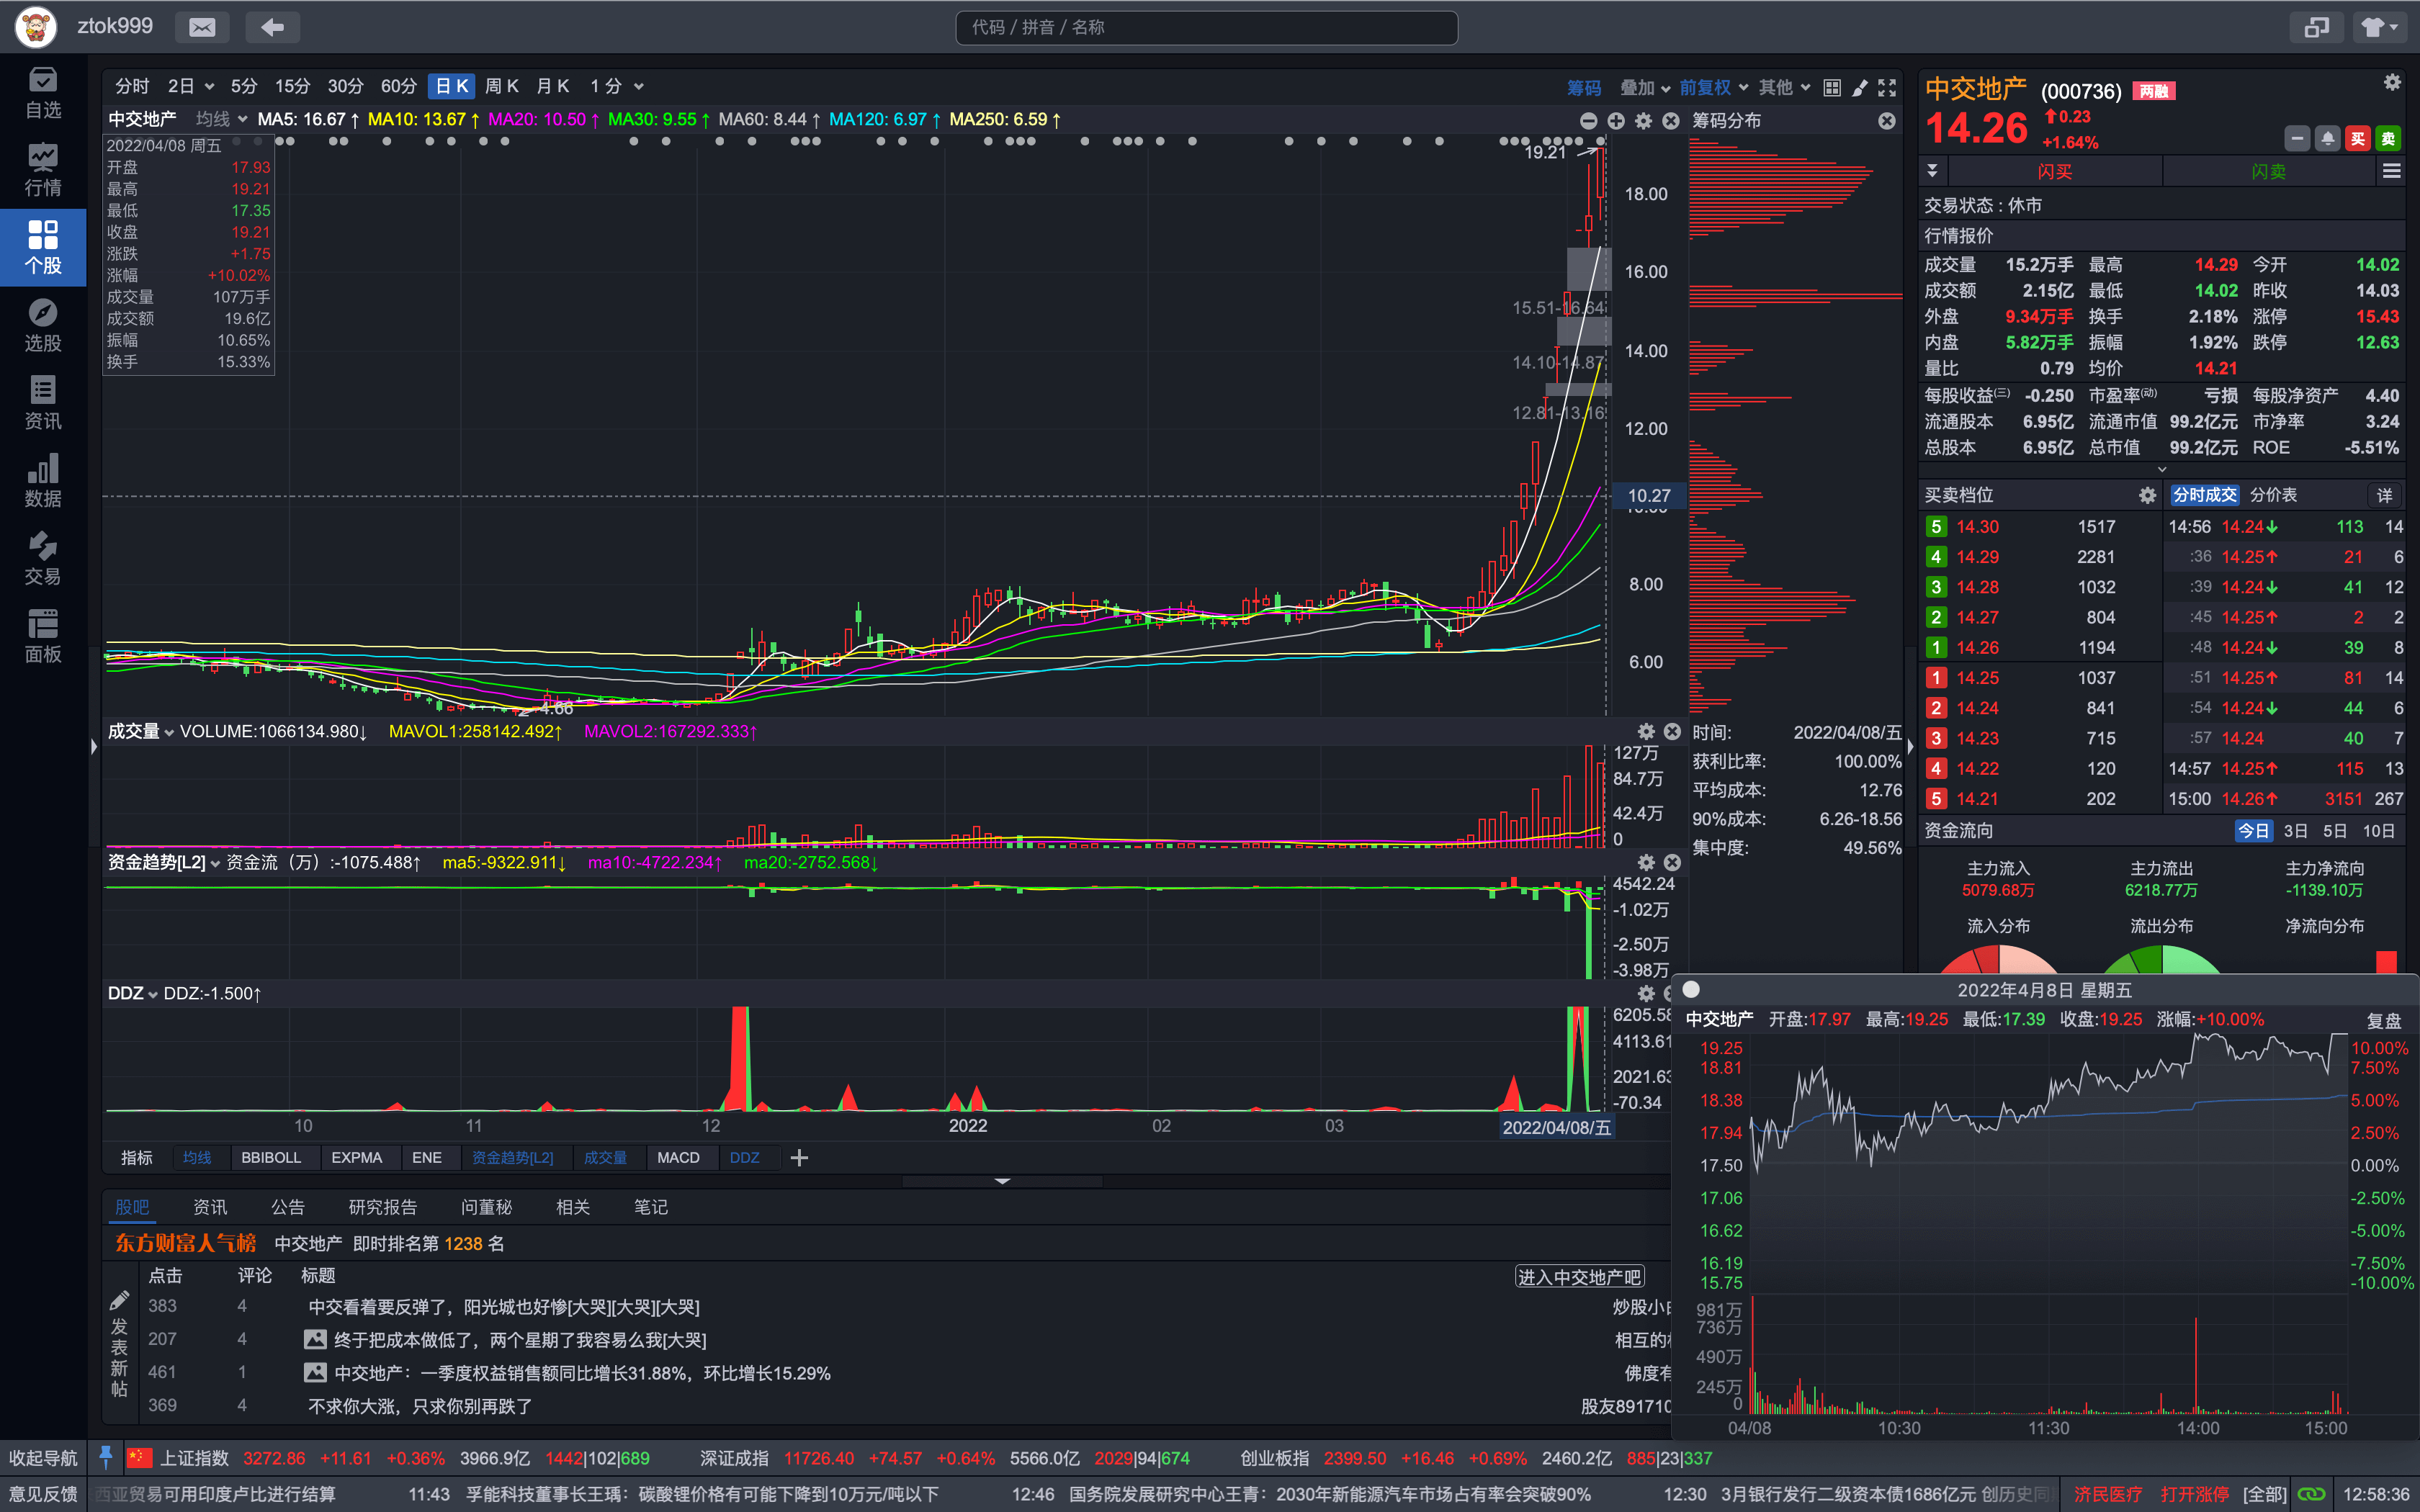 ztok999
代码 / 拼音 / 名称
自选
行情
个股
选股
资讯
数据
交易
面板
分时 2日 5分 15分 30分 60分 日K 周K 月K 1分 筹码 叠加 前复权 其他
中交地产 均线 MA5: 16.67↑ MA10: 13.67↑ MA20: 10.50↑ MA30: 9.55↑ MA60: 8.44↑ MA120: 6.97↑ MA250: 6.59↑
2022/04/08 周五
开盘 17.93
最高 19.21
最低 17.35
收盘 19.21
涨跌 +1.75
涨幅 +10.02%
成交量 107万手
成交额 19.6亿
振幅 10.65%
换手 15.33%
19.21
15.51-16.64
14.10-14.87
12.81-13.16
4.66
18.00
16.00
14.00
12.00
10.27
8.00
6.00
筹码分布
时间: 2022/04/08/五
获利比率: 100.00%
平均成本: 12.76
90%成本: 6.26-18.56
集中度: 49.56%
成交量 VOLUME:1066134.980↓ MAVOL1:258142.492↑ MAVOL2:167292.333↑
127万
84.7万
42.4万
0
资金趋势[L2] 资金流（万）:-1075.488↑ ma5:-9322.911↓ ma10:-4722.234↑ ma20:-2752.568↓
4542.24
-1.02万
-2.50万
-3.98万
DDZ DDZ:-1.500↑
6205.58
4113.61
2021.63
-70.34
10 11 12 2022 02 03 2022/04/08/五
指标 均线 BBIBOLL EXPMA ENE 资金趋势[L2] 成交量 MACD DDZ
股吧 资讯 公告 研究报告 问董秘 相关 笔记
东方财富人气榜 中交地产 即时排名第 1238 名
发表新帖
点击 评论 标题 进入中交地产吧
383 4 中交看着要反弹了，阳光城也好惨[大哭][大哭][大哭] 炒股小
207 4 终于把成本做低了，两个星期了我容易么我[大哭] 相互的
461 1 中交地产：一季度权益销售额同比增长31.88%，环比增长15.29% 佛度有
369 4 不求你大涨，只求你别再跌了 股友891710
中交地产 (000736) 两融
14.26 ↑0.23
+1.64%
买 卖
闪买 闪卖
交易状态 : 休市
行情报价
成交量 15.2万手 最高 14.29 今开 14.02
成交额 2.15亿 最低 14.02 昨收 14.03
外盘 9.34万手 换手 2.18% 涨停 15.43
内盘 5.82万手 振幅 1.92% 跌停 12.63
量比 0.79 均价 14.21
每股收益(三) -0.250 市盈率(动) 亏损 每股净资产 4.40
流通股本 6.95亿 流通市值 99.2亿元 市净率 3.24
总股本 6.95亿 总市值 99.2亿元 ROE -5.51%
买卖档位 分时成交 分价表 详
5 14.30 1517 14:56 14.24↓ 113 14
4 14.29 2281 :36 14.25↑ 21 6
3 14.28 1032 :39 14.24↓ 41 12
2 14.27 804 :45 14.25↑ 2 2
1 14.26 1194 :48 14.24↓ 39 8
1 14.25 1037 :51 14.25↑ 81 14
2 14.24 841 :54 14.24↓ 44 6
3 14.23 715 :57 14.24 40 7
4 14.22 120 14:57 14.25↑ 115 13
5 14.21 202 15:00 14.26↑ 3151 267
资金流向 今日 3日 5日 10日
主力流入 主力流出 主力净流向
5079.68万 6218.77万 -1139.10万
流入分布 流出分布 净流向分布
2022年4月8日 星期五
中交地产 开盘:17.97 最高:19.25 最低:17.39 收盘:19.25 涨幅:+10.00% 复盘
19.25 10.00%
18.81 7.50%
18.38 5.00%
17.94 2.50%
17.50 0.00%
17.06 -2.50%
16.62 -5.00%
16.19 -7.50%
15.75 -10.00%
981万
736万
490万
245万
0
04/08 10:30 11:30 14:00 15:00
收起导航 上证指数 3272.86 +11.61 +0.36% 3966.9亿 1442|102|689 深证成指 11726.40 +74.57 +0.64% 5566.0亿 2029|94|674 创业板指 2399.50 +16.46 +0.69% 2460.2亿 885|23|337
意见反馈 西亚贸易可用印度卢比进行结算 11:43 孚能科技董事长王瑀：碳酸锂价格有可能下降到10万元/吨以下 12:46 国务院发展研究中心王青：2030年新能源汽车市场占有率会突破90% 12:30 3月银行发行二级资本债1686亿元 创历史同 济民医疗 打开涨停 [全部] 12:58:36